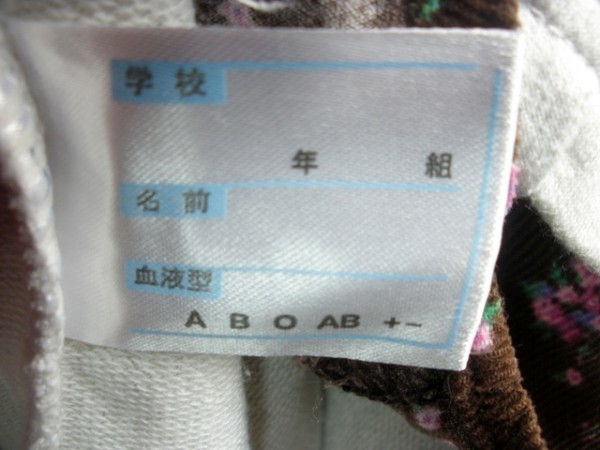 学校
年 組
名前
血液型
A B O AB +-